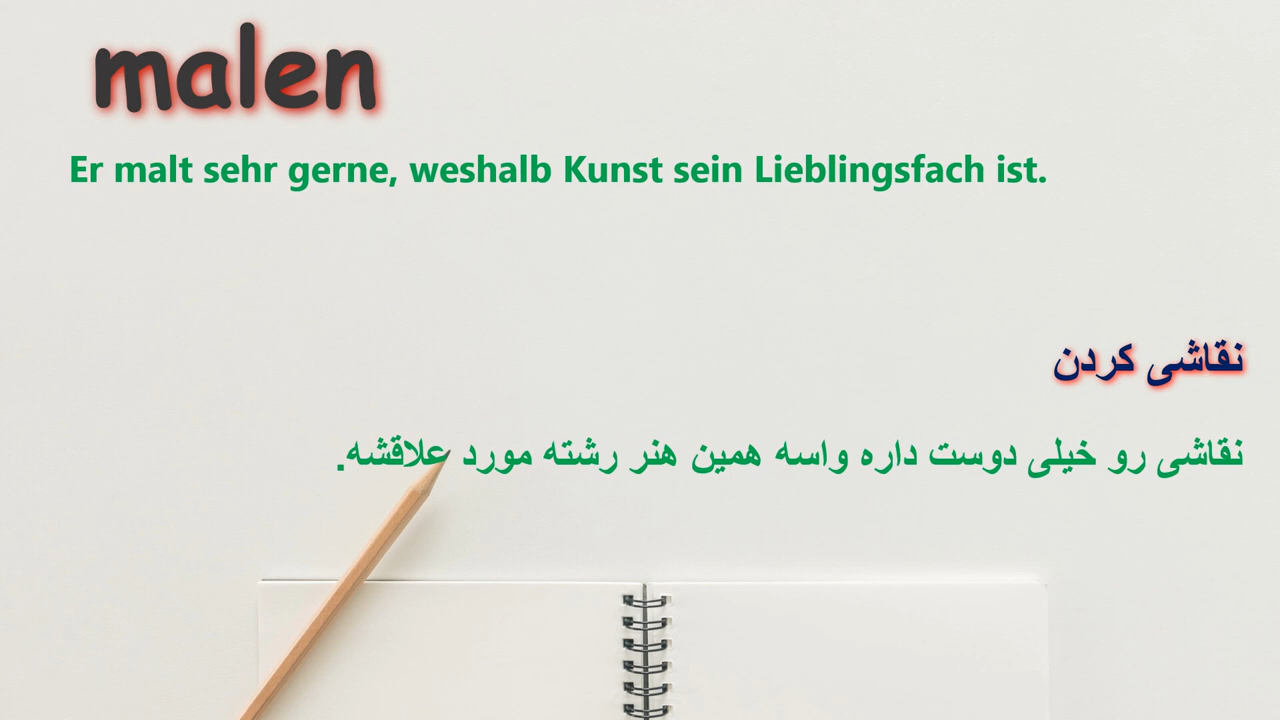 malen
Er malt sehr gerne, weshalb Kunst sein Lieblingsfach ist.
نقاشی کردن
نقاشی رو خیلی دوست داره واسه همین هنر رشته مورد علاقشه.